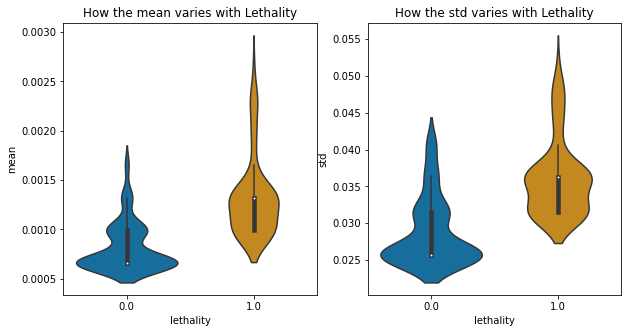 How the mean varies with Lethality
0.0030
0.0025
0.0020
0.0015
0.0010
0.0005
mean
0.0
1.0
lethality
How the std varies with Lethality
0.055
0.050
0.045
0.040
0.035
0.030
0.025
std
0.0
1.0
lethality